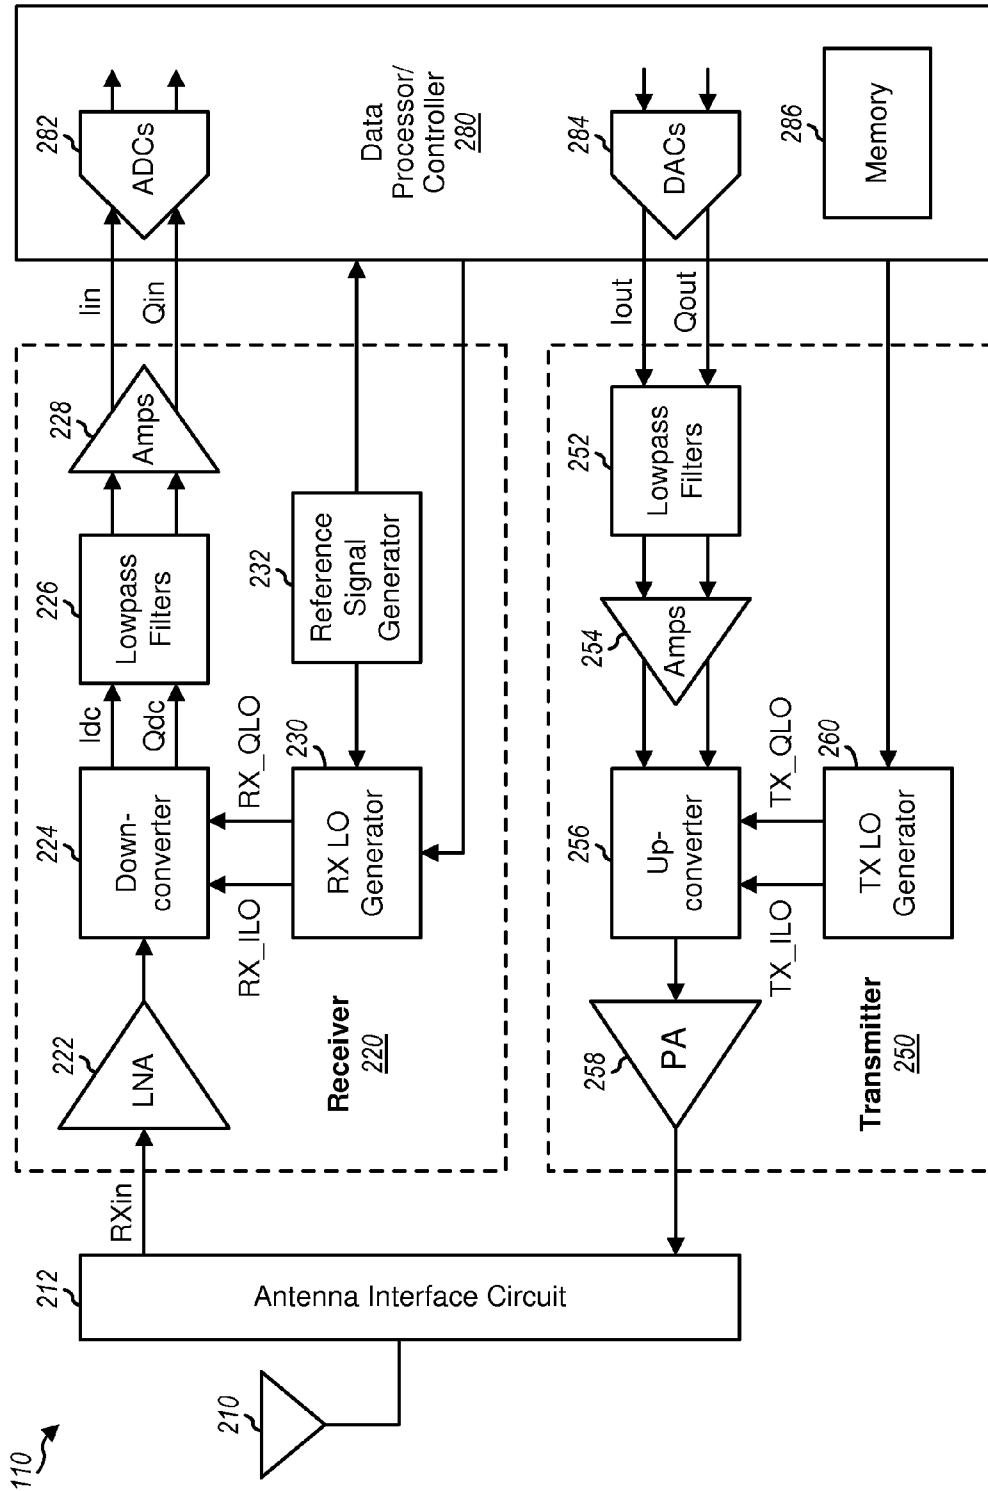 110
210
212
Antenna Interface Circuit
RXin
222
LNA
224
Down-
converter
Idc
Qdc
226
Lowpass
Filters
228
Amps
Iin
Qin
282
ADCs
RX_ILO
RX_QLO
230
RX LO
Generator
232
Reference
Signal
Generator
Receiver
220
Data
Processor/
Controller
280
258
PA
256
Up-
converter
254
Amps
252
Lowpass
Filters
Iout
Qout
284
DACs
TX_ILO
TX_QLO
260
TX LO
Generator
Transmitter
250
286
Memory